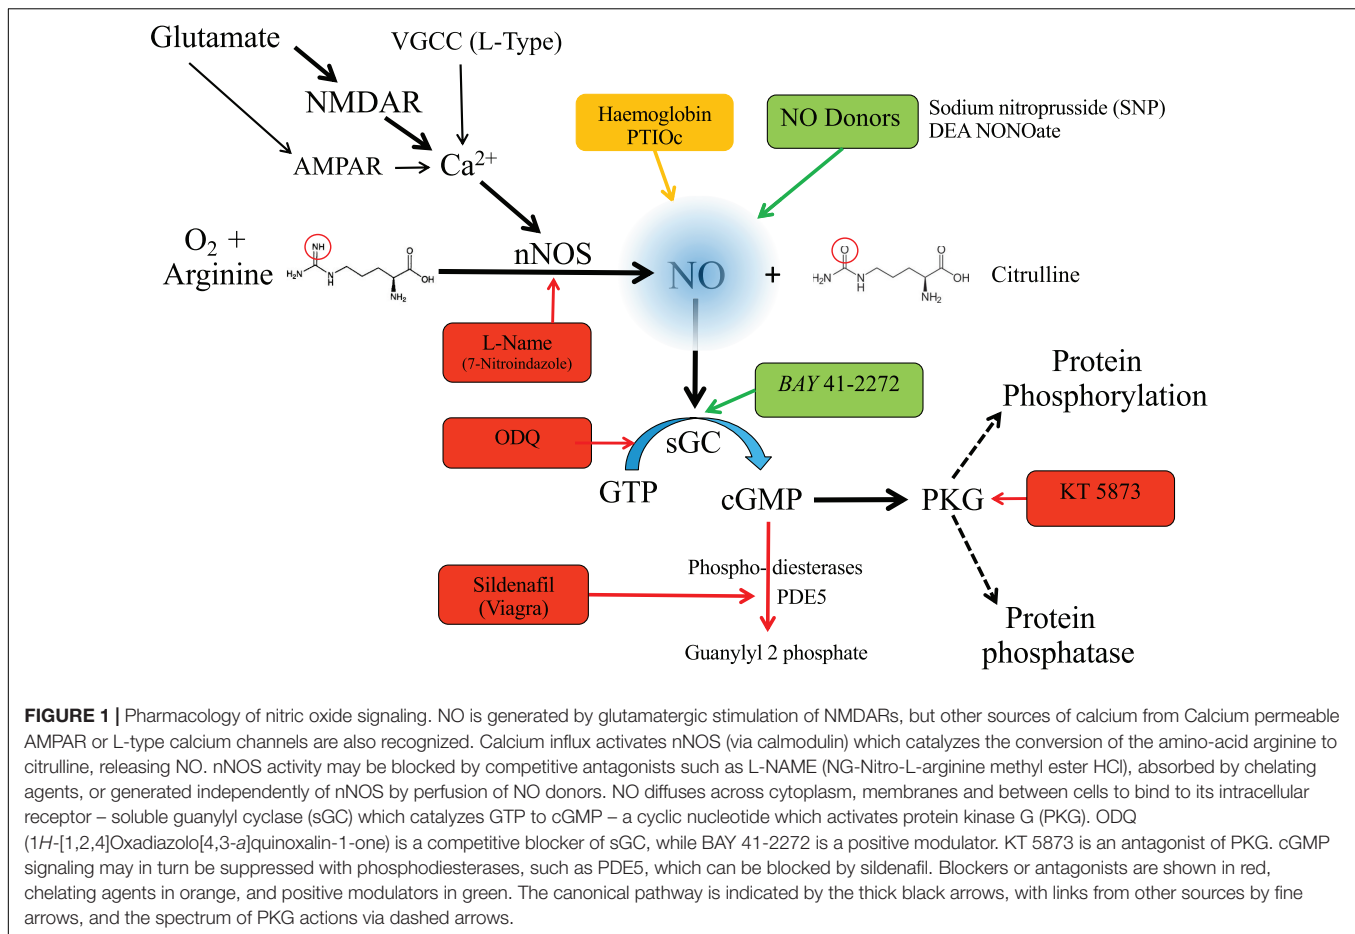 Glutamate
VGCC (L-Type)
NMDAR
AMPAR
Ca2+
Haemoglobin
PTIOc
NO Donors
Sodium nitroprusside (SNP)
DEA NONOate
O2 +
Arginine
NH
H2N
N
H
O
OH
NH2
nNOS
NO
+
O
H2N
N
H
O
OH
NH2
Citrulline
L-Name
(7-Nitroindazole)
BAY 41-2272
Protein
Phosphorylation
ODQ
sGC
GTP
cGMP
PKG
KT 5873
Phospho- diesterases
PDE5
Sildenafil
(Viagra)
Guanylyl 2 phosphate
Protein
phosphatase
FIGURE 1 | Pharmacology of nitric oxide signaling. NO is generated by glutamatergic stimulation of NMDARs, but other sources of calcium from Calcium permeable
AMPAR or L-type calcium channels are also recognized. Calcium influx activates nNOS (via calmodulin) which catalyzes the conversion of the amino-acid arginine to
citrulline, releasing NO. nNOS activity may be blocked by competitive antagonists such as L-NAME (NG-Nitro-L-arginine methyl ester HCl), absorbed by chelating
agents, or generated independently of nNOS by perfusion of NO donors. NO diffuses across cytoplasm, membranes and between cells to bind to its intracellular
receptor – soluble guanylyl cyclase (sGC) which catalyzes GTP to cGMP – a cyclic nucleotide which activates protein kinase G (PKG). ODQ
(1H-[1,2,4]Oxadiazolo[4,3-a]quinoxalin-1-one) is a competitive blocker of sGC, while BAY 41-2272 is a positive modulator. KT 5873 is an antagonist of PKG. cGMP
signaling may in turn be suppressed with phosphodiesterases, such as PDE5, which can be blocked by sildenafil. Blockers or antagonists are shown in red,
chelating agents in orange, and positive modulators in green. The canonical pathway is indicated by the thick black arrows, with links from other sources by fine
arrows, and the spectrum of PKG actions via dashed arrows.